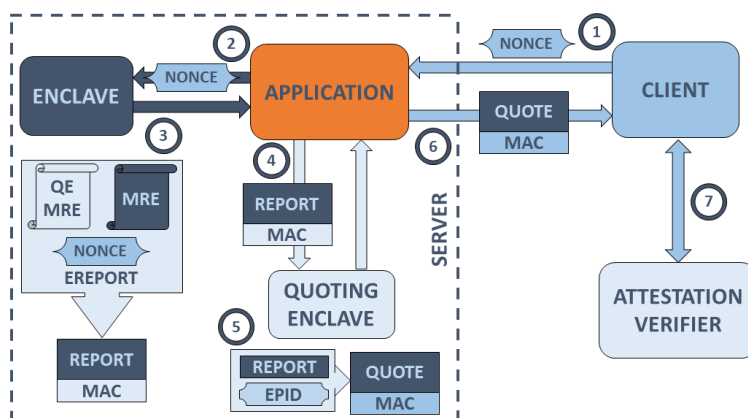 1
NONCE
2
NONCE
ENCLAVE
APPLICATION
CLIENT
QUOTE
MAC
3
4
6
QE
MRE
MRE
NONCE
EREPORT
REPORT
MAC
SERVER
7
QUOTING
ENCLAVE
ATTESTATION
VERIFIER
5
REPORT
EPID
QUOTE
MAC
REPORT
MAC